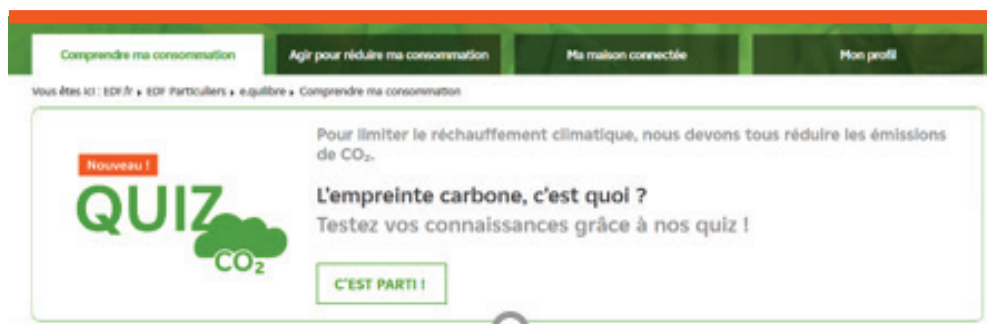 Comprendre ma consommation
Agir pour réduire ma consommation
Ma maison connectée
Mon profil
Vous êtes ici : EDF.fr ▸ EDF Particuliers ▸ e.quilibre ▸ Comprendre ma consommation
Nouveau !
QUIZ
CO₂
Pour limiter le réchauffement climatique, nous devons tous réduire les émissions
de CO₂.
L'empreinte carbone, c'est quoi ?
Testez vos connaissances grâce à nos quiz !
C'EST PARTI !